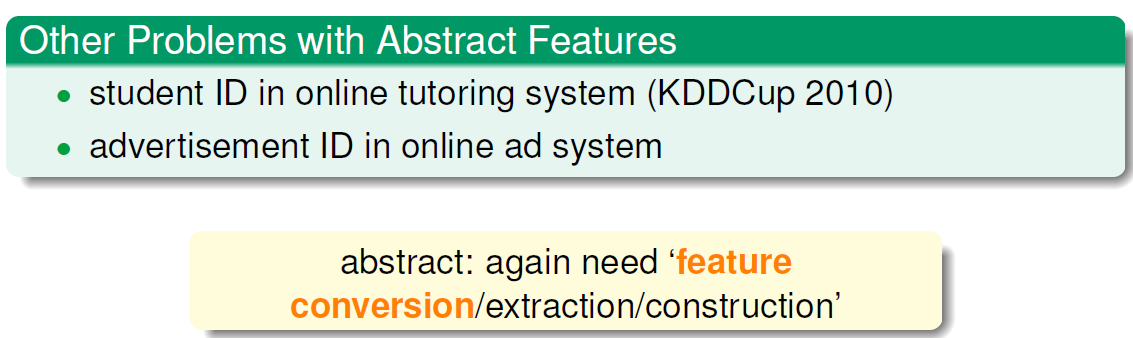 Other Problems with Abstract Features
• student ID in online tutoring system (KDDCup 2010)
• advertisement ID in online ad system
abstract: again need ‘feature
conversion/extraction/construction’